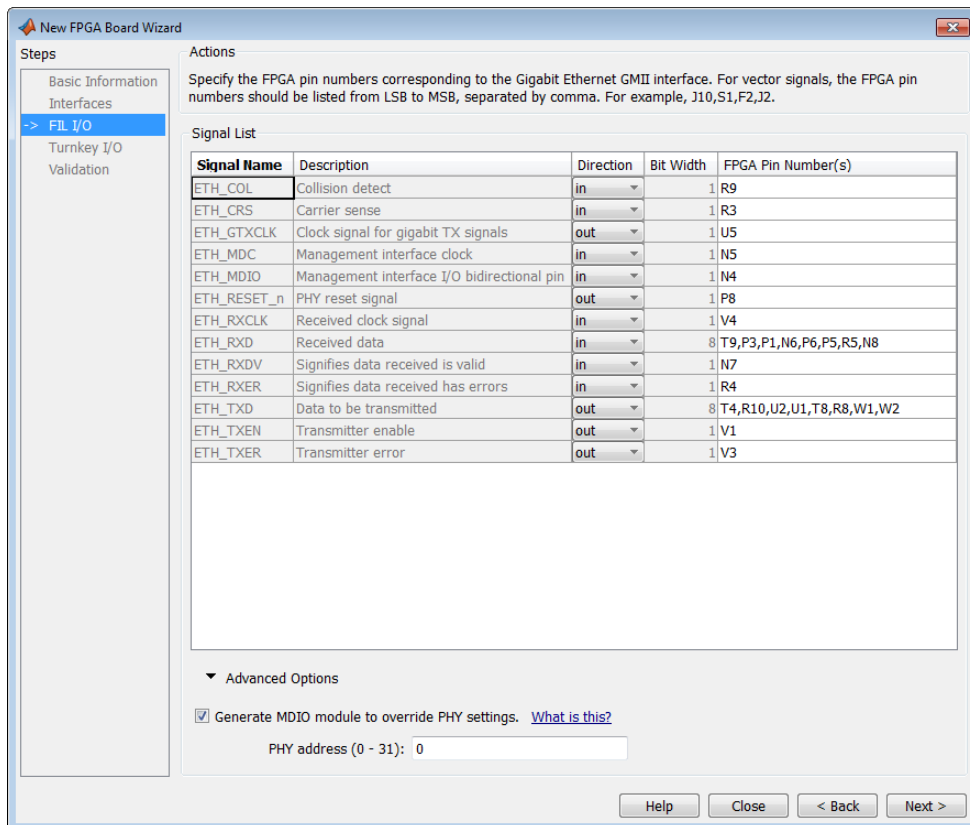 New FPGA Board Wizard
Steps
Basic Information
Interfaces
-> FIL I/O
Turnkey I/O
Validation
Actions
Specify the FPGA pin numbers corresponding to the Gigabit Ethernet GMII interface. For vector signals, the FPGA pin
numbers should be listed from LSB to MSB, separated by comma. For example, J10,S1,F2,J2.
Signal List
Signal Name Description Direction Bit Width FPGA Pin Number(s)
ETH_COL Collision detect in 1 R9
ETH_CRS Carrier sense in 1 R3
ETH_GTXCLK Clock signal for gigabit TX signals out 1 U5
ETH_MDC Management interface clock in 1 N5
ETH_MDIO Management interface I/O bidirectional pin in 1 N4
ETH_RESET_n PHY reset signal out 1 P8
ETH_RXCLK Received clock signal in 1 V4
ETH_RXD Received data in 8 T9,P3,P1,N6,P6,P5,R5,N8
ETH_RXDV Signifies data received is valid in 1 N7
ETH_RXER Signifies data received has errors in 1 R4
ETH_TXD Data to be transmitted out 8 T4,R10,U2,U1,T8,R8,W1,W2
ETH_TXEN Transmitter enable out 1 V1
ETH_TXER Transmitter error out 1 V3
Advanced Options
Generate MDIO module to override PHY settings. What is this?
PHY address (0 - 31): 0
Help Close < Back Next >